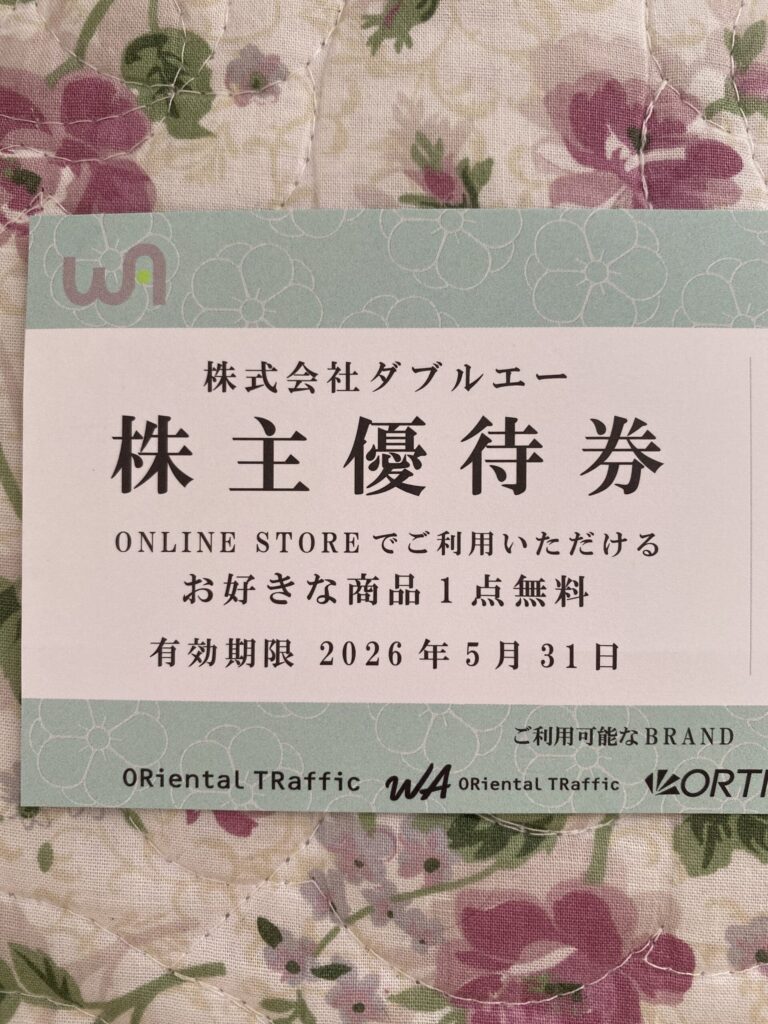 WA
株式会社ダブルエー
株主優待券
ONLINE STOREでご利用いただける
お好きな商品1点無料
有効期限 2026年5月31日
ご利用可能なBRAND
ORiental TRaffic
WA ORiental TRaffic